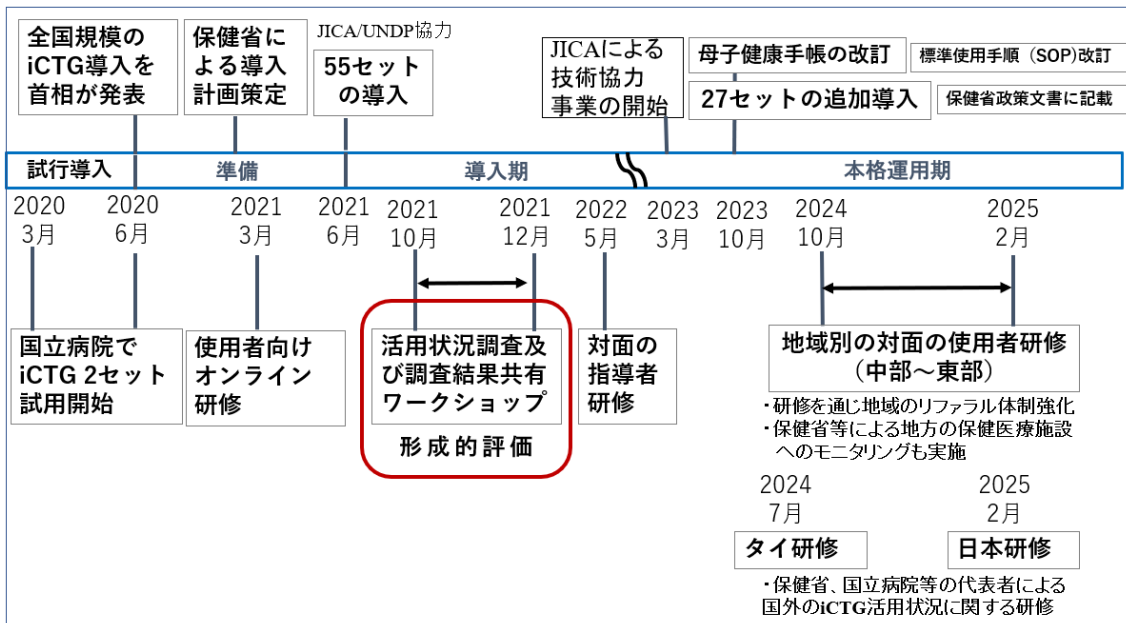 全国規模の
iCTG導入を
首相が発表
保健省に
よる導入
計画策定
JICA/UNDP協力
55セット
の導入
JICAによる
技術協力
事業の開始
母子健康手帳の改訂
標準使用手順（SOP)改訂
27セットの追加導入
保健省政策文書に記載
試行導入
準備
導入期
本格運用期
2020
3月
2020
6月
2021
3月
2021
6月
2021
10月
2021
12月
2022
5月
2023
3月
2023
10月
2024
10月
2025
2月
国立病院で
iCTG 2セット
試用開始
使用者向け
オンライン
研修
活用状況調査及
び調査結果共有
ワークショップ
形成的評価
対面の
指導者
研修
地域別の対面の使用者研修
（中部～東部）
・研修を通じ地域のリファラル体制強化
・保健省等による地方の保健医療施設
へのモニタリングも実施
2024
7月
タイ研修
2025
2月
日本研修
・保健省、国立病院等の代表者による
国外のiCTG活用状況に関する研修